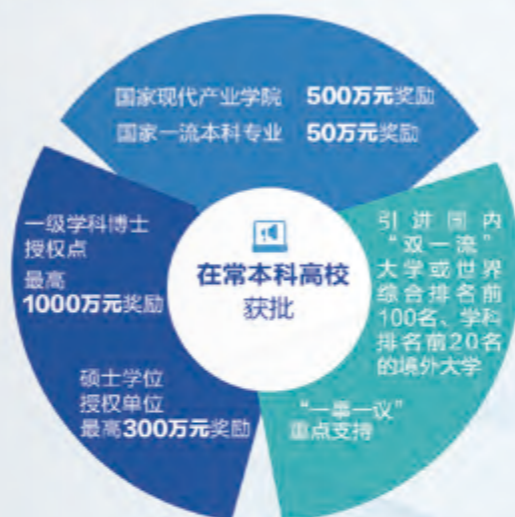 国家现代产业学院 500万元奖励
国家一流本科专业 50万元奖励
一级学科博士
授权点
最高
1000万元奖励
硕士学位
授权单位
最高300万元奖励
在常本科高校
获批
引进国内
“双一流”
大学或世界
综合排名前
100名、学科
排名前20名
的境外大学
“一事一议”
重点支持